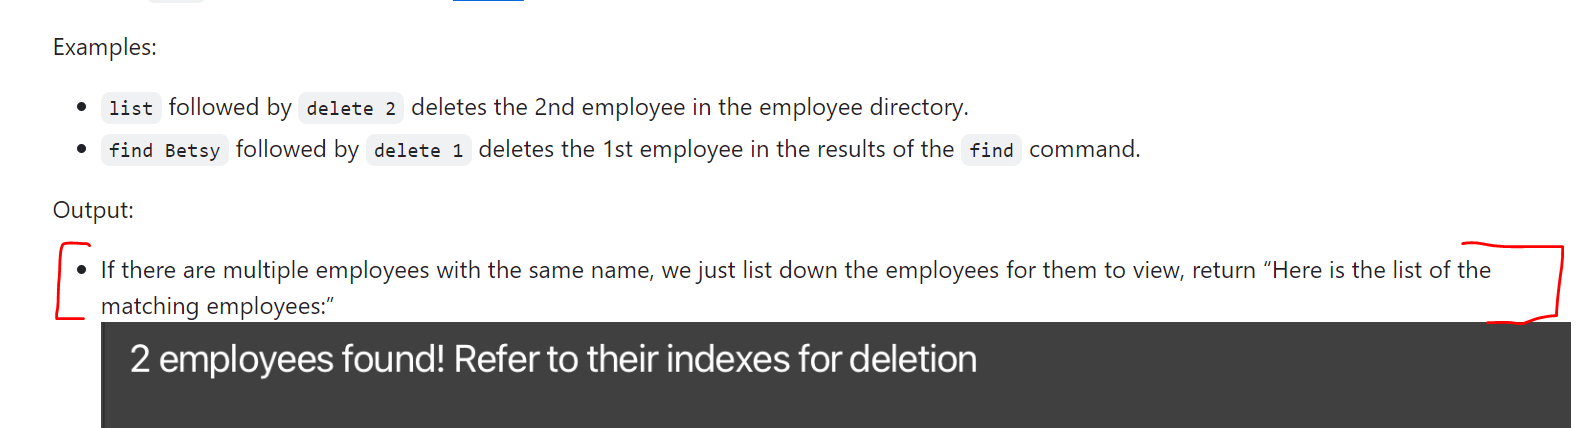 Examples:
list followed by delete 2 deletes the 2nd employee in the employee directory.
find Betsy followed by delete 1 deletes the 1st employee in the results of the find command.
Output:
If there are multiple employees with the same name, we just list down the employees for them to view, return “Here is the list of the
matching employees:”
2 employees found! Refer to their indexes for deletion